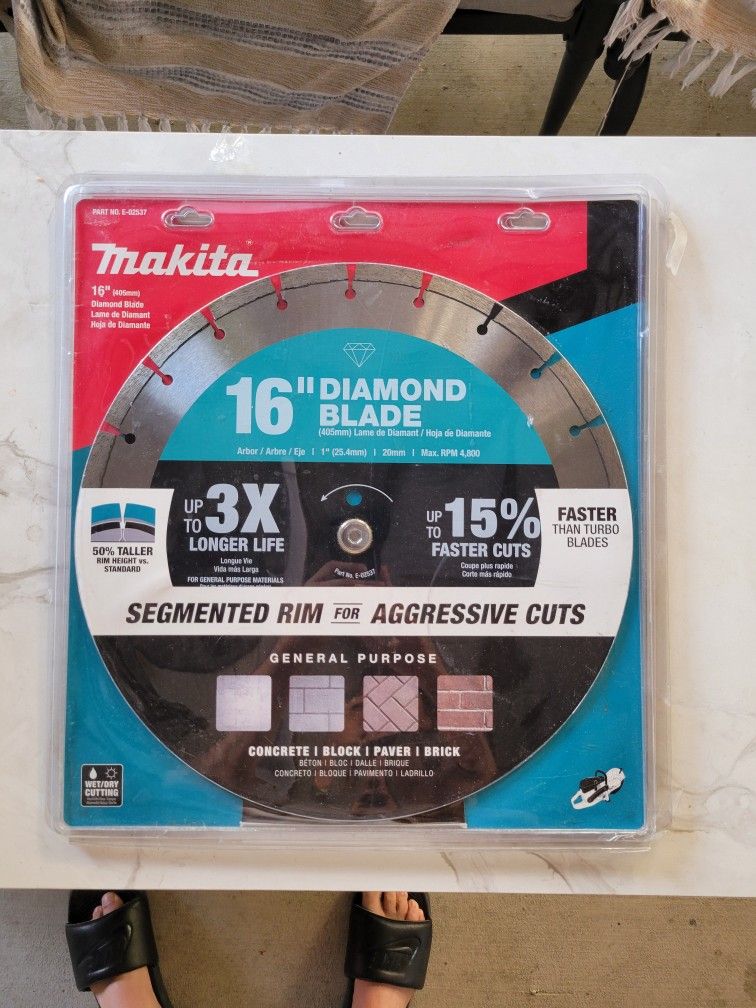 PART NO. E-02537
Makita®
16" (405mm)
Diamond Blade
Lame de Diamant
Hoja de Diamante
16" DIAMOND
BLADE
(405mm) Lame de Diamant / Hoja de Diamante
Arbor / Arbre / Eje | 1" (25.4mm) | 20mm | Max. RPM 4,800
UP TO 3X
LONGER LIFE
Longue Vie
Vida más Larga
FOR GENERAL PURPOSE MATERIALS
UP TO 15%
FASTER CUTS
Coupe plus rapide
Corte más rápido
FASTER
THAN TURBO
BLADES
50% TALLER
RIM HEIGHT vs.
STANDARD
Part No. E-02537
SEGMENTED RIM FOR AGGRESSIVE CUTS
GENERAL PURPOSE
CONCRETE | BLOCK | PAVER | BRICK
BÉTON | BLOC | DALLE | BRIQUE
CONCRETO | BLOQUE | PAVIMENTO | LADRILLO
WET/DRY
CUTTING